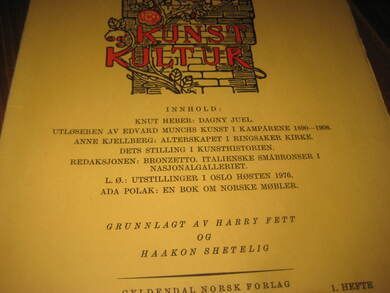 KUNST
KULTUR
INNHOLD:
KNUT HEBER: DAGNY JUEL.
UTLØSEREN AV EDVARD MUNCHS KUNST I KAMPÅRENE 1890—1908.
ANNE KJELLBERG: ALTERSKAPET I RINGSAKER KIRKE.
DETS STILLING I KUNSTHISTORIEN.
REDAKSJONEN: BRONZETTO. ITALIENSKE SMÅBRONSER I
NASJONALGALLERIET.
L. Ø.: UTSTILLINGER I OSLO HØSTEN 1976.
ADA POLAK: EN BOK OM NORSKE MØBLER.
GRUNNLAGT AV HARRY FETT
OG
HAAKON SHETELIG
GYLDENDAL NORSK FORLAG
1. HEFTE